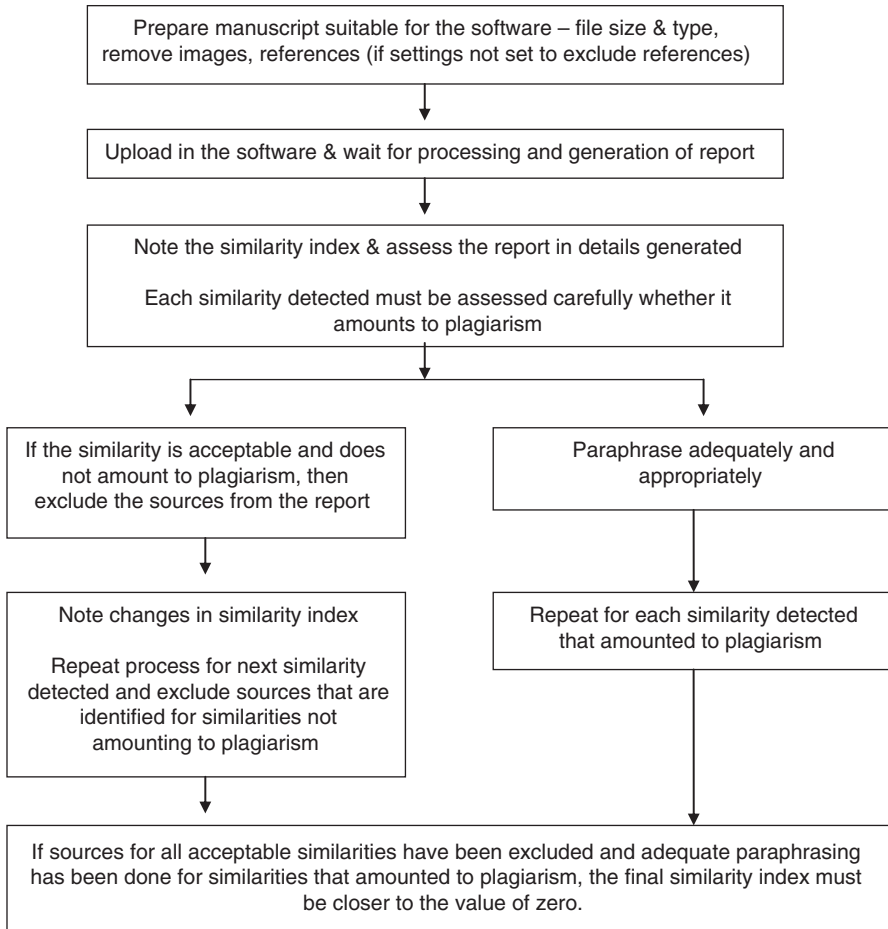 Prepare manuscript suitable for the software – file size & type,
remove images, references (if settings not set to exclude references)
Upload in the software & wait for processing and generation of report
Note the similarity index & assess the report in details generated
Each similarity detected must be assessed carefully whether it
amounts to plagiarism
If the similarity is acceptable and does
not amount to plagiarism, then
exclude the sources from the report
Paraphrase adequately and
appropriately
Note changes in similarity index
Repeat process for next similarity
detected and exclude sources that are
identified for similarities not
amounting to plagiarism
Repeat for each similarity detected
that amounted to plagiarism
If sources for all acceptable similarities have been excluded and adequate paraphrasing
has been done for similarities that amounted to plagiarism, the final similarity index must
be closer to the value of zero.